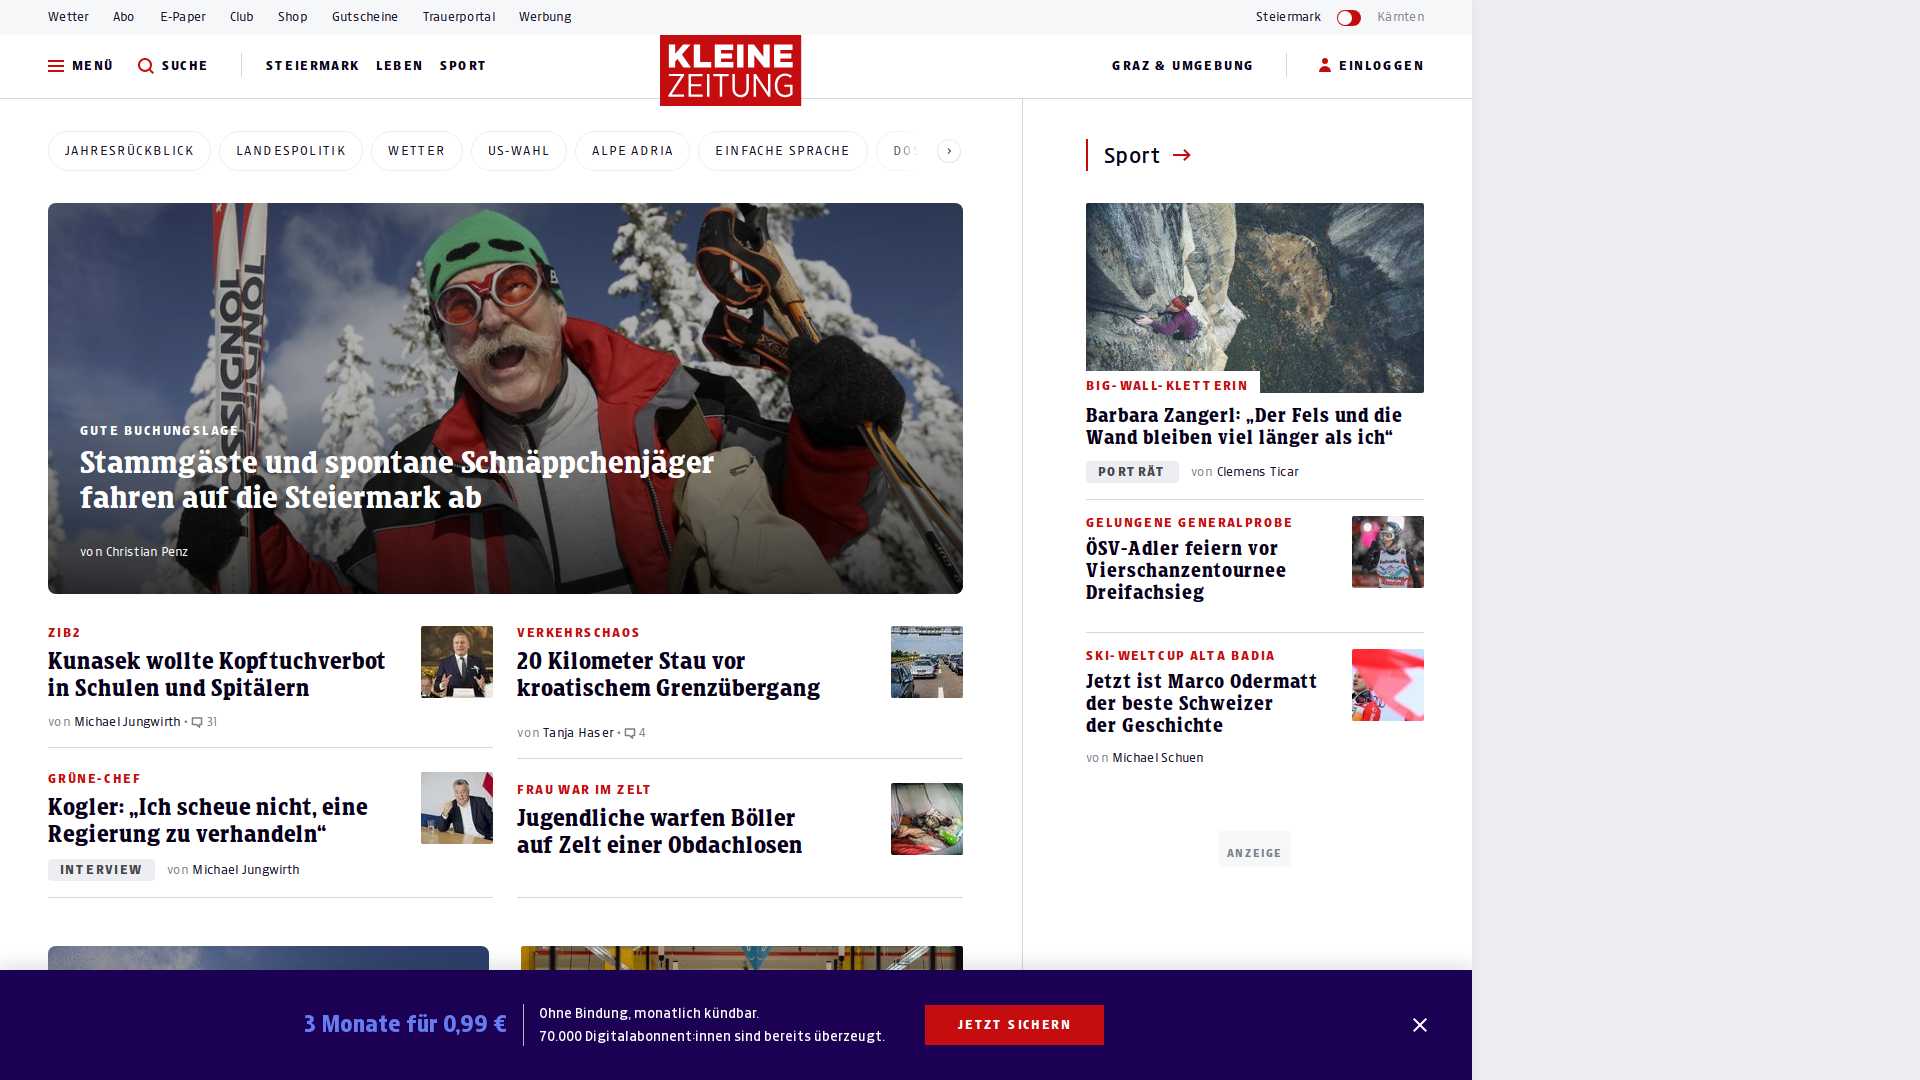 Wetter Abo E-Paper Club Shop Gutscheine Trauerportal Werbung Steiermark Kärnten
MENÜ SUCHE STEIERMARK LEBEN SPORT KLEINE ZEITUNG GRAZ & UMGEBUNG EINLOGGEN
JAHRESRÜCKBLICK LANDESPOLITIK WETTER US-WAHL ALPE ADRIA EINFACHE SPRACHE
ROSSIGNOL
GUTE BUCHUNGSLAGE
Stammgäste und spontane Schnäppchenjäger
fahren auf die Steiermark ab
von Christian Penz
ZIB2
Kunasek wollte Kopftuchverbot
in Schulen und Spitälern
von Michael Jungwirth • 31
VERKEHRSCHAOS
20 Kilometer Stau vor
kroatischem Grenzübergang
von Tanja Haser • 4
GRÜNE-CHEF
Kogler: „Ich scheue nicht, eine
Regierung zu verhandeln“
INTERVIEW von Michael Jungwirth
FRAU WAR IM ZELT
Jugendliche warfen Böller
auf Zelt einer Obdachlosen
Sport
BIG-WALL-KLETTERIN
Barbara Zangerl: „Der Fels und die
Wand bleiben viel länger als ich“
PORTRÄT von Clemens Ticar
GELUNGENE GENERALPROBE
ÖSV-Adler feiern vor
Vierschanzentournee
Dreifachsieg
SKI-WELTCUP ALTA BADIA
Jetzt ist Marco Odermatt
der beste Schweizer
der Geschichte
von Michael Schuen
ANZEIGE
3 Monate für 0,99 €
Ohne Bindung, monatlich kündbar.
70.000 Digitalabonnent:innen sind bereits überzeugt.
JETZT SICHERN